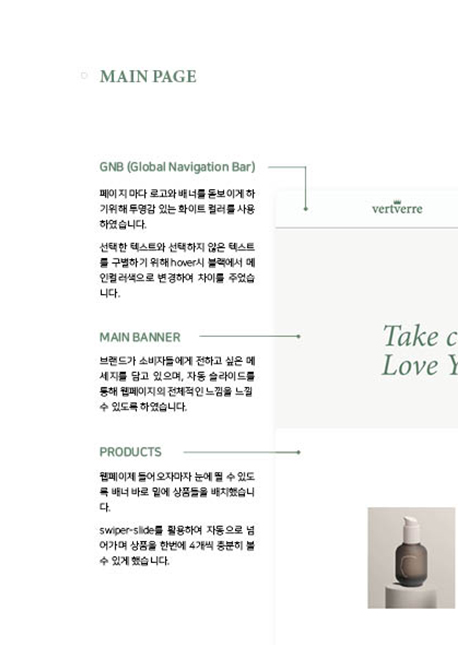 MAIN PAGE
GNB (Global Navigation Bar)
페이지 마다 로고와 배너를 돋보이게 하
기위해 투명감 있는 화이트 컬러를 사용
하였습니다.
선택한 텍스트와 선택하지 않은 텍스트
를 구별하기 위해 hover시 블랙에서 메
인컬러색으로 변경하여 차이를 주었습
니다.
vertverre
MAIN BANNER
브랜드가 소비자들에게 전하고 싶은 메
세지를 담고 있으며, 자동 슬라이드를
통해 웹페이지의 전체적인 느낌을 느낄
수 있도록 하였습니다.
Take c
Love Y
PRODUCTS
웹페이제 들어오자마자 눈에 띌 수 있도
록 배너 바로 밑에 상품들을 배치했습니
다.
swiper-slide를 활용하여 자동으로 넘
어가며 상품을 한번에 4개씩 충분히 볼
수 있게 했습니다.